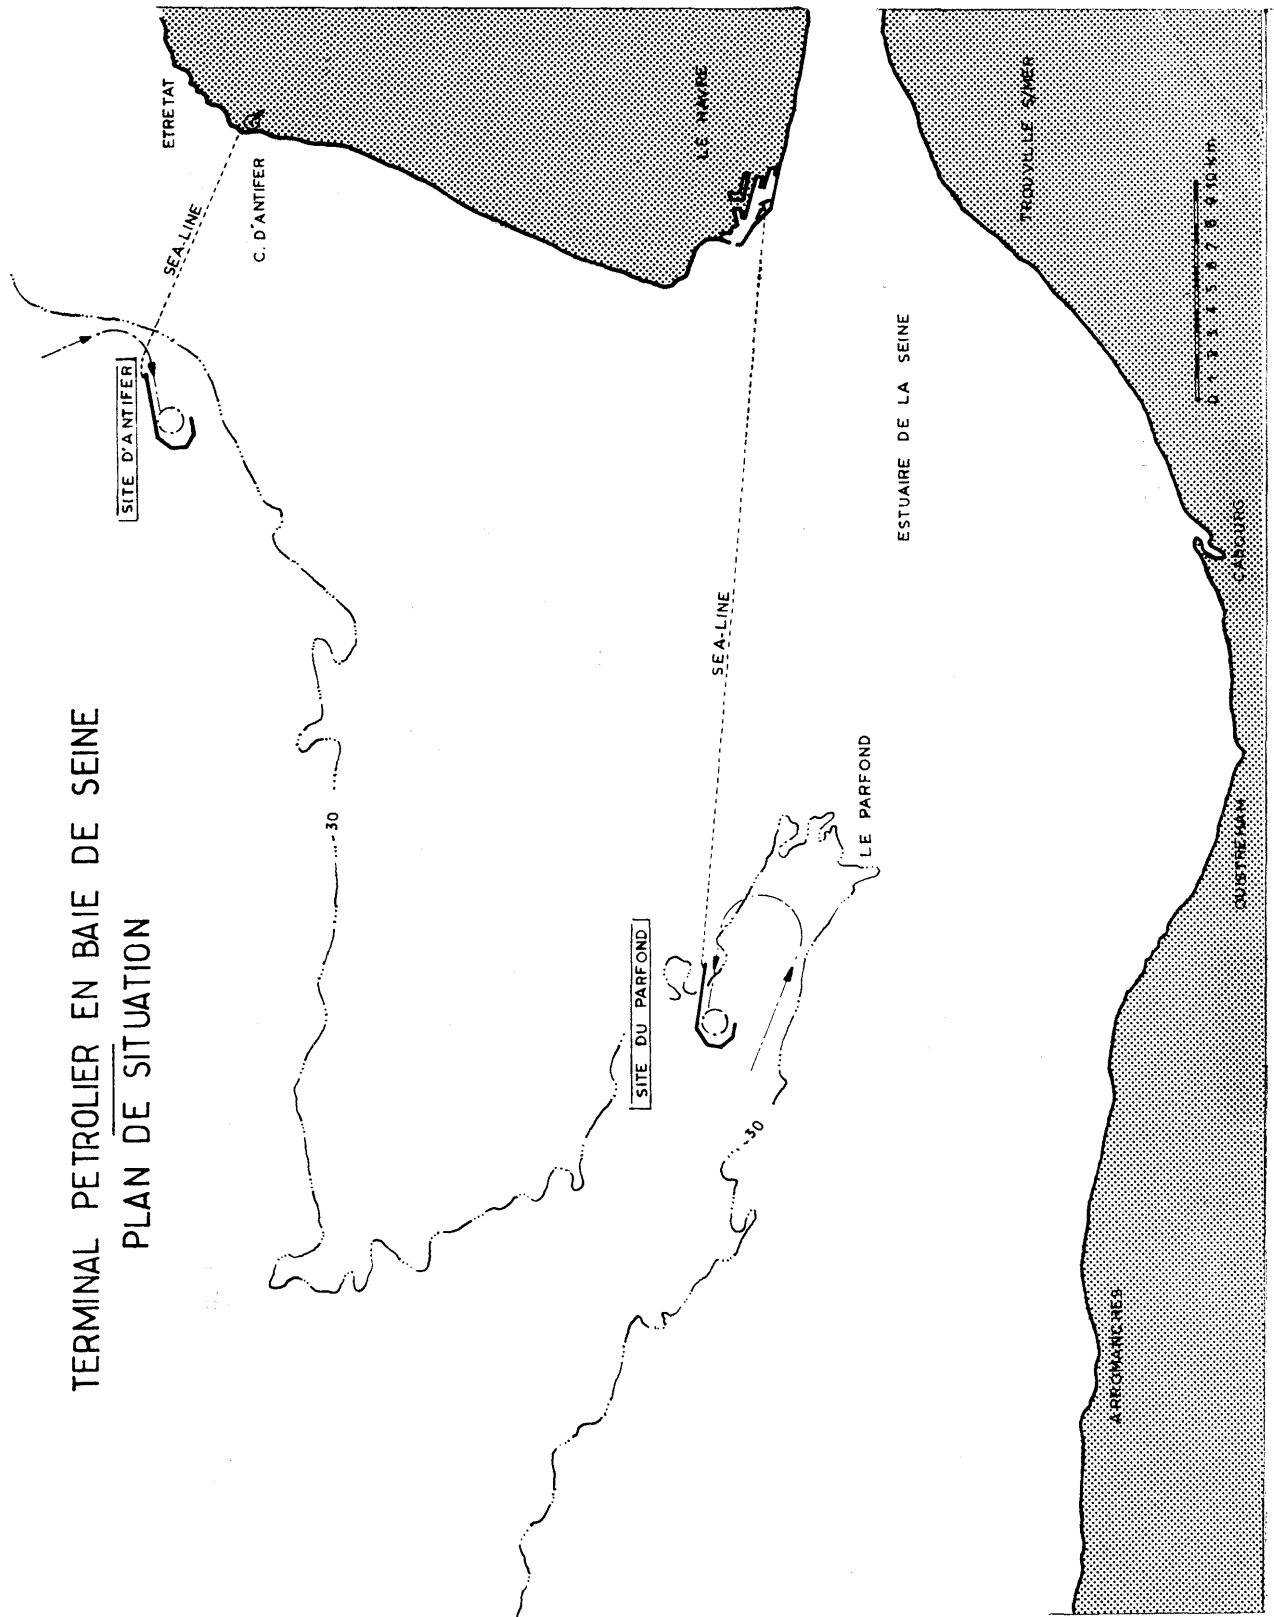 TERMINAL PETROLIER EN BAIE DE SEINE
PLAN DE SITUATION
ETRETAT
SEA-LINE
C. D'ANTIFER
SITE D'ANTIFER
LE HAVRE
-30
SEA-LINE
ESTUAIRE DE LA SEINE
SITE DU PARFOND
LE PARFOND
-30
TROUVILLE S/MER
0 1 2 3 4 5 6 7 8 9 10 km.
CABOURG
OUISTREHAM
ARROMANCHES